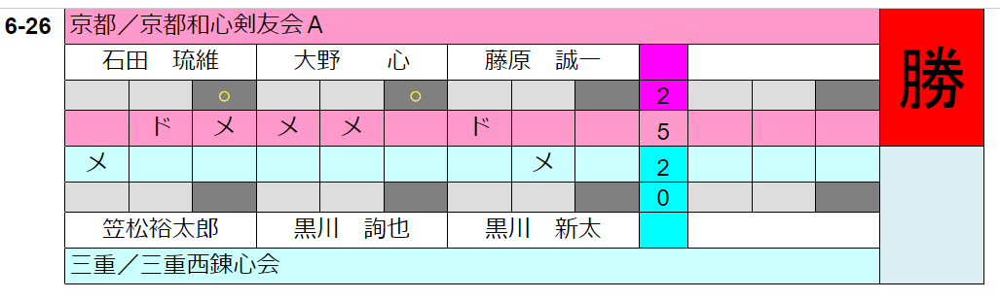 6-26 京都／京都和心剣友会Ａ
勝
石田　琉維 大野　　心 藤原　誠一
○ ○ 2
ド メ メ メ ド 5
メ メ 2
0
笠松裕太郎 黒川　詢也 黒川　新太
三重／三重西錬心会